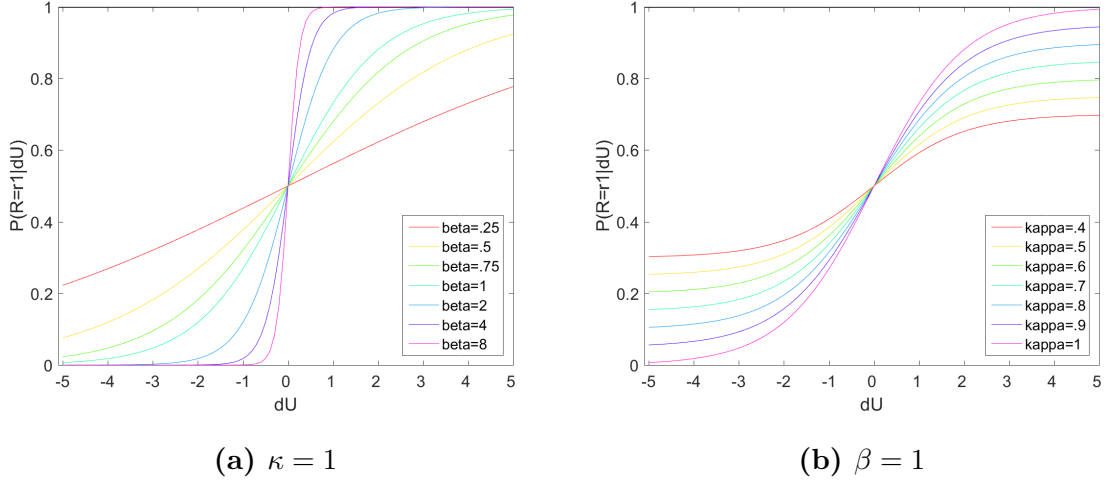 P(R=r1|dU)
1
0.8
0.6
0.4
0.2
0
-5 -4 -3 -2 -1 0 1 2 3 4 5
dU
beta=.25
beta=.5
beta=.75
beta=1
beta=2
beta=4
beta=8
(a) κ = 1
P(R=r1|dU)
1
0.8
0.6
0.4
0.2
0
-5 -4 -3 -2 -1 0 1 2 3 4 5
dU
kappa=.4
kappa=.5
kappa=.6
kappa=.7
kappa=.8
kappa=.9
kappa=1
(b) β = 1